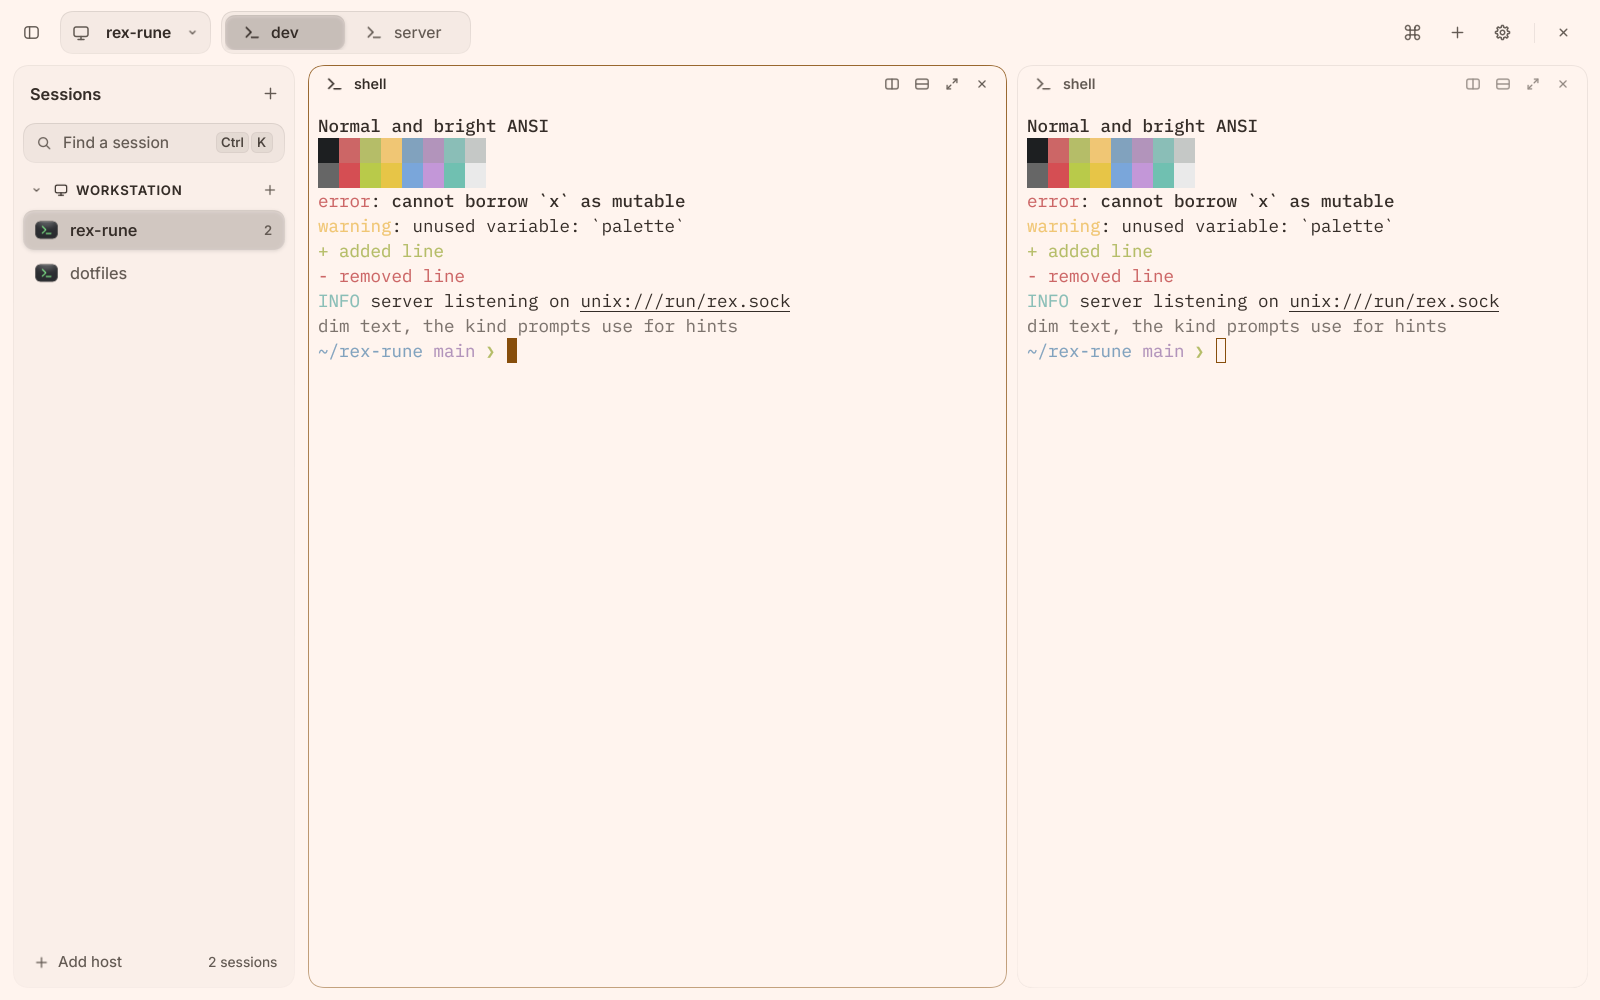 rex-rune
dev
server
Sessions
Find a session Ctrl K
WORKSTATION
rex-rune 2
dotfiles
Add host 2 sessions
shell
Normal and bright ANSI
error: cannot borrow `x` as mutable
warning: unused variable: `palette`
+ added line
- removed line
INFO server listening on unix:///run/rex.sock
dim text, the kind prompts use for hints
~/rex-rune main ❯
shell
Normal and bright ANSI
error: cannot borrow `x` as mutable
warning: unused variable: `palette`
+ added line
- removed line
INFO server listening on unix:///run/rex.sock
dim text, the kind prompts use for hints
~/rex-rune main ❯